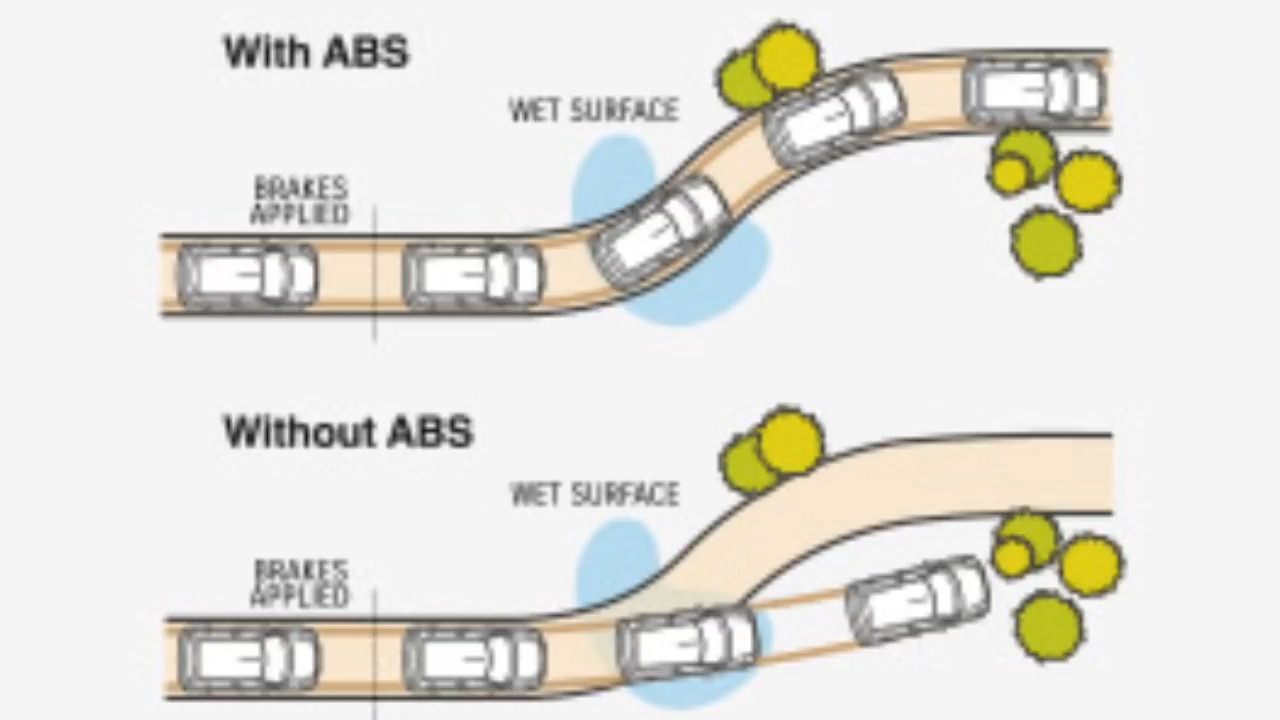 With ABS
WET SURFACE
BRAKES
APPLIED
Without ABS
WET SURFACE
BRAKES
APPLIED